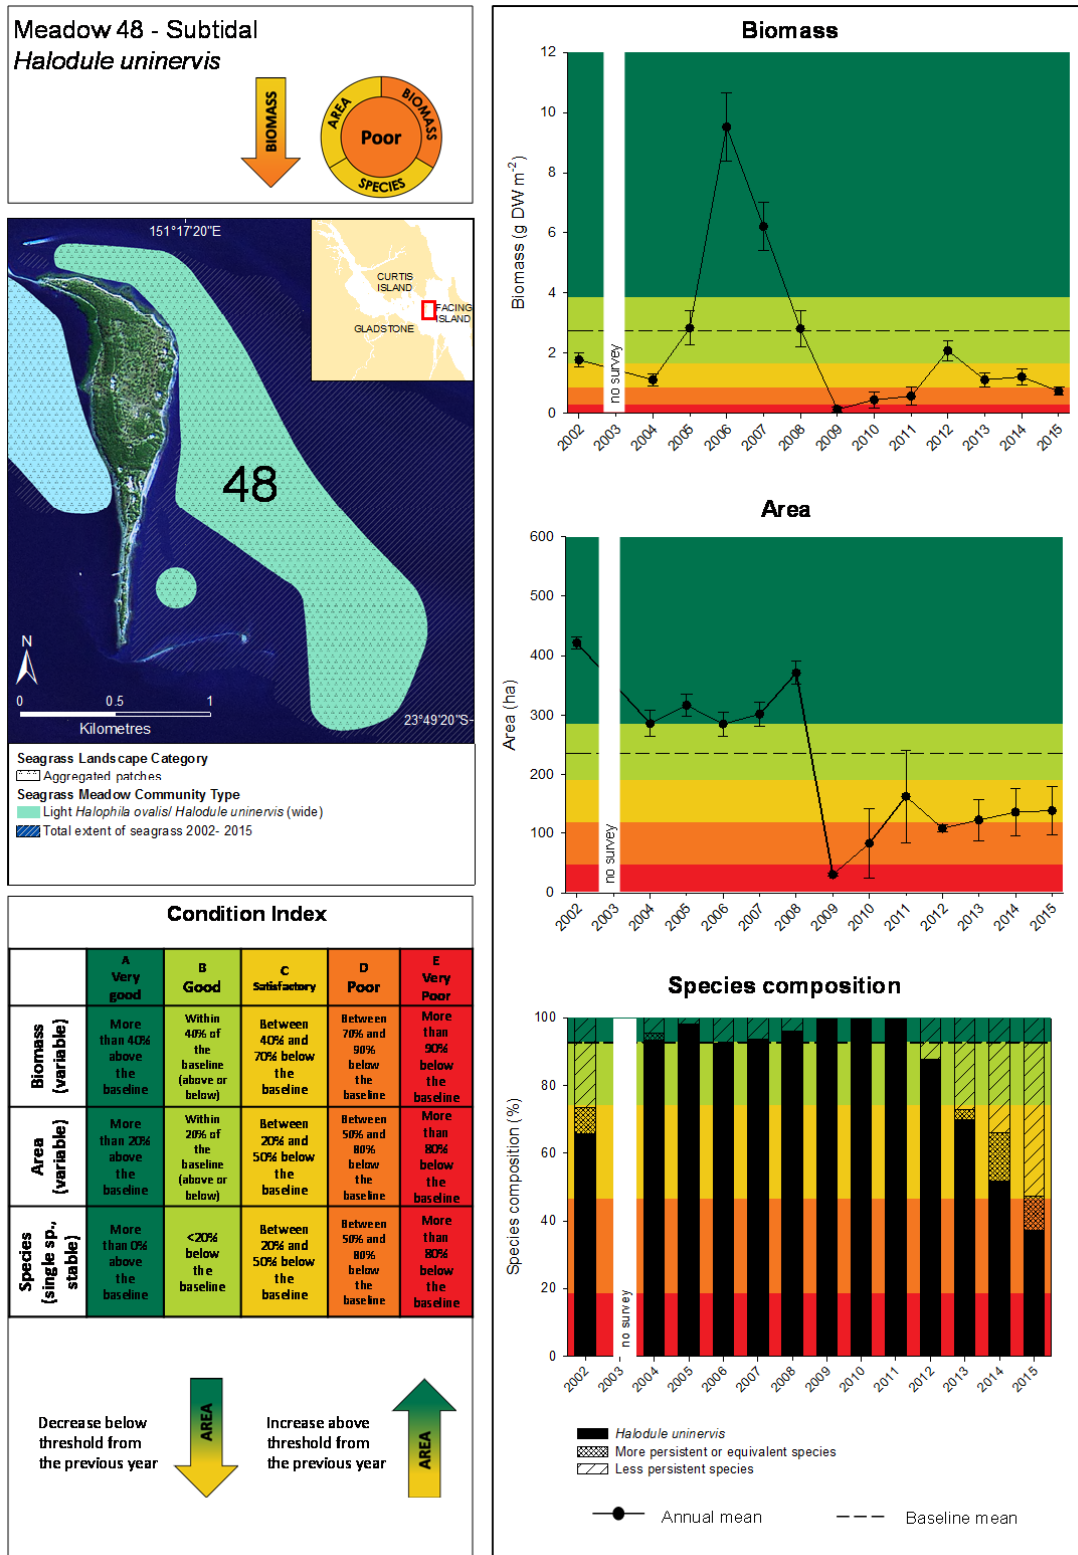 Meadow 48 - Subtidal
Halodule uninervis
BIOMASS
AREA
BIOMASS
SPECIES
Poor
151°17'20"E
CURTIS
ISLAND
FACING
ISLAND
GLADSTONE
48
N
0 0.5 1
Kilometres
23°49'20"S
Seagrass Landscape Category
Aggregated patches
Seagrass Meadow Community Type
Light Halophila ovalis/ Halodule uninervis (wide)
Total extent of seagrass 2002- 2015
Condition Index
A
Very
good
B
Good
C
Satisfactory
D
Poor
E
Very
Poor
Biomass
(variable)
More
than 40%
above
the
baseline
Within
40% of
the
baseline
(above or
below)
Between
40% and
70% below
the
baseline
Between
70% and
90%
below
the
baseline
More
than
90%
below
the
baseline
Area
(variable)
More
than 20%
above
the
baseline
Within
20% of
the
baseline
(above or
below)
Between
20% and
50% below
the
baseline
Between
50% and
80%
below
the
baseline
More
than
80%
below
the
baseline
Species
(single sp.,
stable)
More
than 0%
above
the
baseline
<20%
below
the
baseline
Between
20% and
50% below
the
baseline
Between
50% and
80%
below
the
baseline
More
than
80%
below
the
baseline
Decrease below
threshold from
the previous year
AREA
Increase above
threshold from
the previous year
AREA
Biomass
Biomass (g DW m-2)
12
10
8
6
4
2
0
no survey
2002 2003 2004 2005 2006 2007 2008 2009 2010 2011 2012 2013 2014 2015
Area
Area (ha)
600
500
400
300
200
100
0
no survey
2002 2003 2004 2005 2006 2007 2008 2009 2010 2011 2012 2013 2014 2015
Species composition
Species composition (%)
100
80
60
40
20
0
no survey
2002 2003 2004 2005 2006 2007 2008 2009 2010 2011 2012 2013 2014 2015
Halodule uninervis
More persistent or equivalent species
Less persistent species
Annual mean
Baseline mean